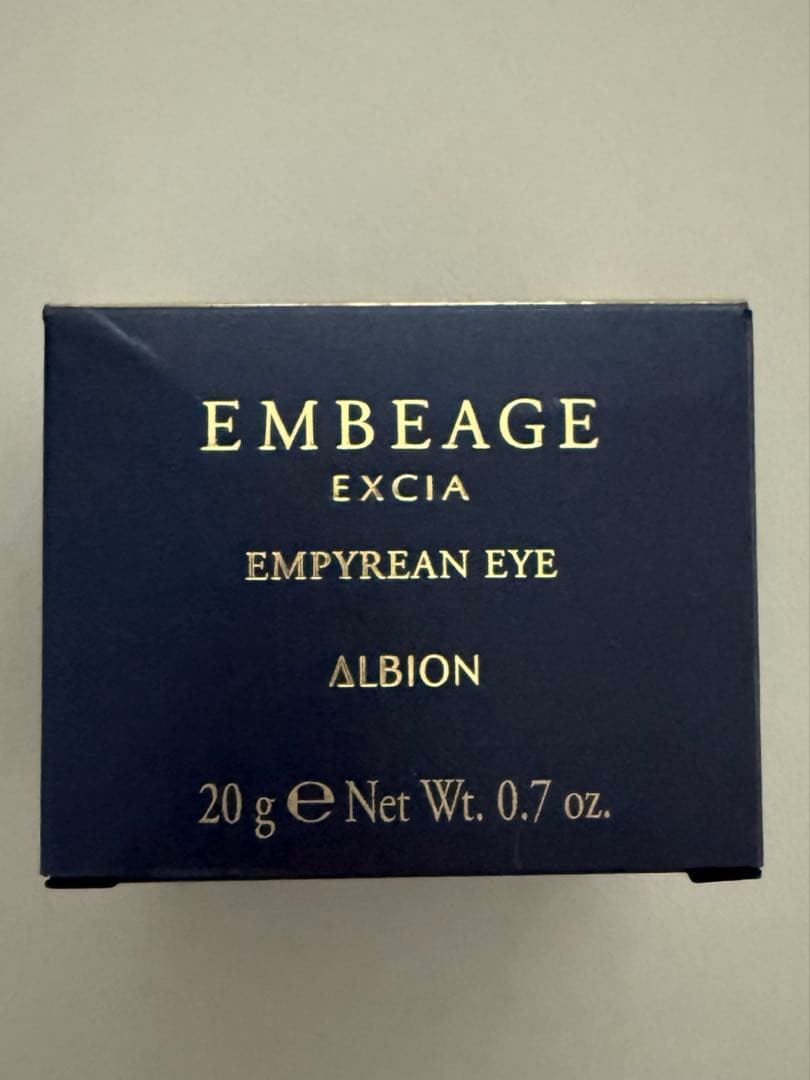 EMBEAGE
EXCIA
EMPYREAN EYE
ALBION
20 g ℮ Net Wt. 0.7 oz.